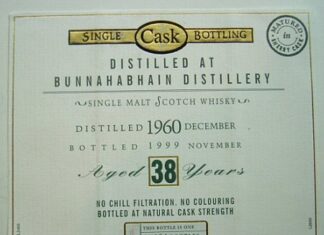 SINGLE Cask BOTTLING
MATURED in SHERRY CASK
DISTILLED AT
BUNNAHABHAIN DISTILLERY
SINGLE MALT SCOTCH WHISKY
DISTILLED 1960 DECEMBER
BOTTLED 1999 NOVEMBER
Aged 38 Years
NO CHILL FILTRATION. NO COLOURING
BOTTLED AT NATURAL CASK STRENGTH
THIS BOTTLE IS ONE